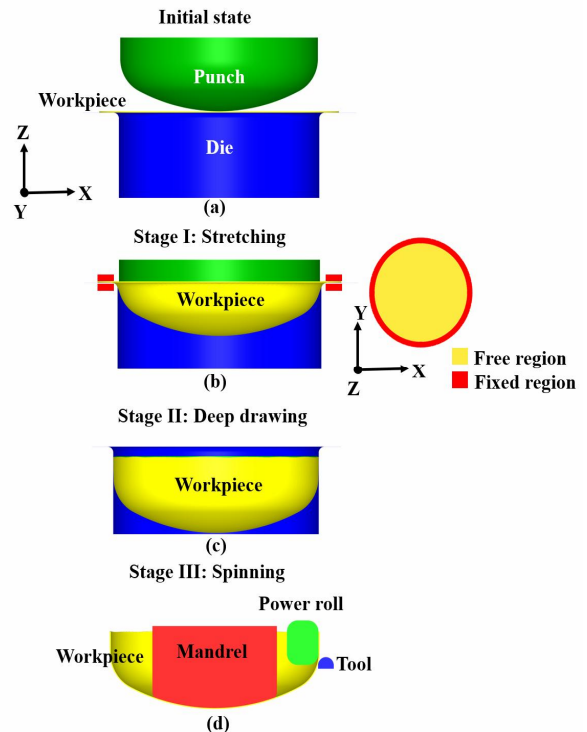 Initial state
Punch
Workpiece
Z
Die
X
Y
(a)
Stage I: Stretching
Workpiece
Y
X
Z
Free region
Fixed region
(b)
Stage II: Deep drawing
Workpiece
(c)
Stage III: Spinning
Power roll
Workpiece
Mandrel
Tool
(d)